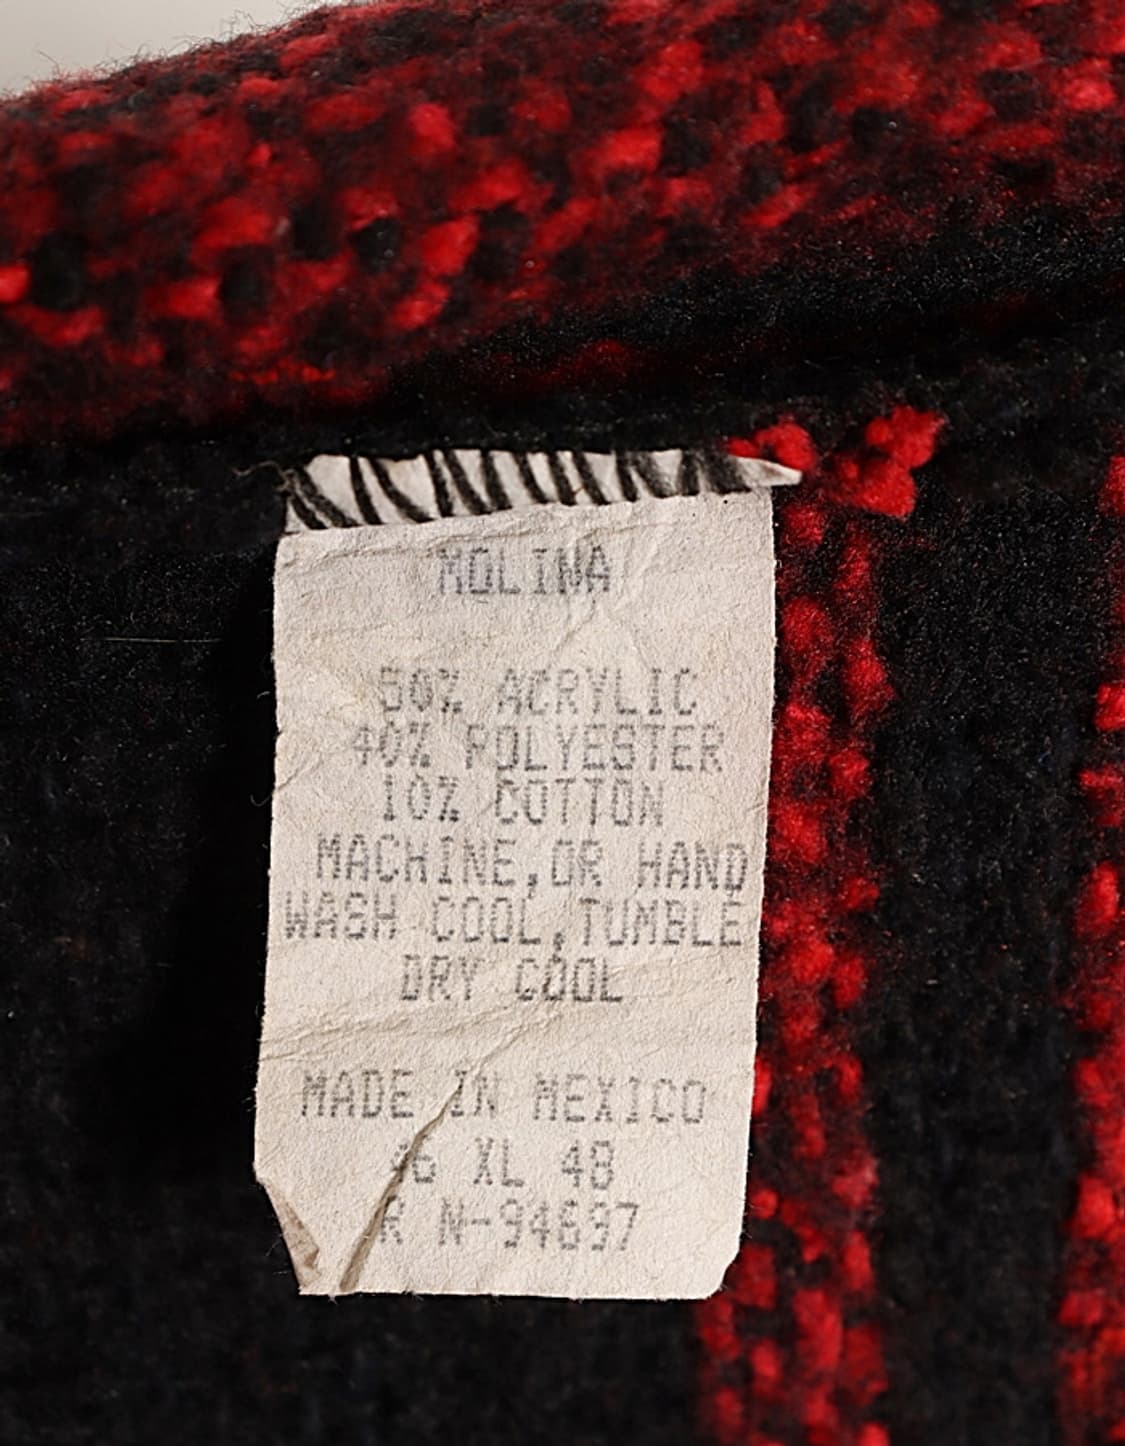 MOLINA
50% ACRYLIC
40% POLYESTER
10% COTTON
MACHINE,OR HAND
WASH COOL,TUMBLE
DRY COOL
MADE IN MEXICO
46 XL 48
R N-94697